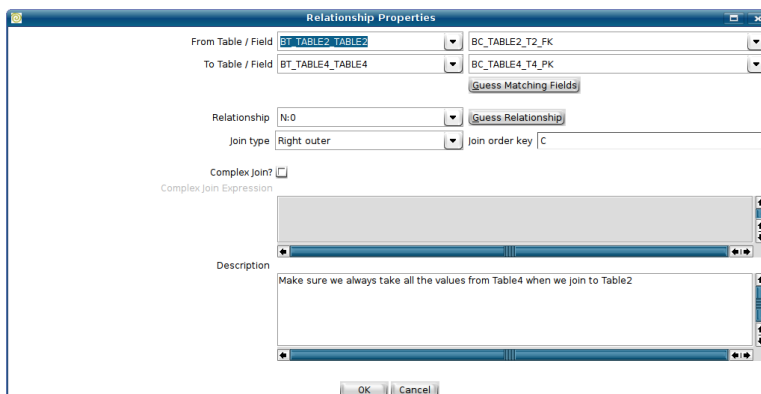 Relationship Properties
From Table / Field BT_TABLE2_TABLE2 BC_TABLE2_T2_FK
To Table / Field BT_TABLE4_TABLE4 BC_TABLE4_T4_PK
Guess Matching Fields
Relationship N:0 Guess Relationship
Join type Right outer Join order key C
Complex Join?
Complex Join Expression
Description
Make sure we always take all the values from Table4 when we join to Table2
OK Cancel